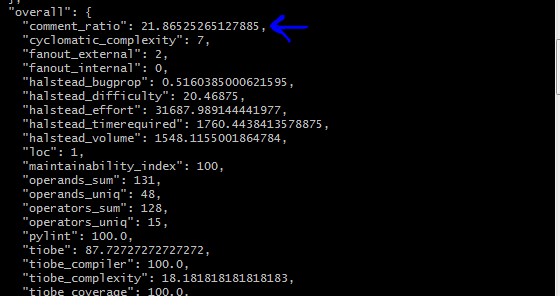 },
"overall": {
"comment_ratio": 21.86525265127885,
"cyclomatic_complexity": 7,
"fanout_external": 2,
"fanout_internal": 0,
"halstead_bugprop": 0.5160385000621595,
"halstead_difficulty": 20.46875,
"halstead_effort": 31687.989144441977,
"halstead_timerequired": 1760.4438413578875,
"halstead_volume": 1548.1155001864784,
"loc": 1,
"maintainability_index": 100,
"operands_sum": 131,
"operands_uniq": 48,
"operators_sum": 128,
"operators_uniq": 15,
"pylint": 100.0,
"tiobe": 87.72727272727272,
"tiobe_compiler": 100.0,
"tiobe_complexity": 18.181818181818183,
"tiobe_coverage": 100.0,